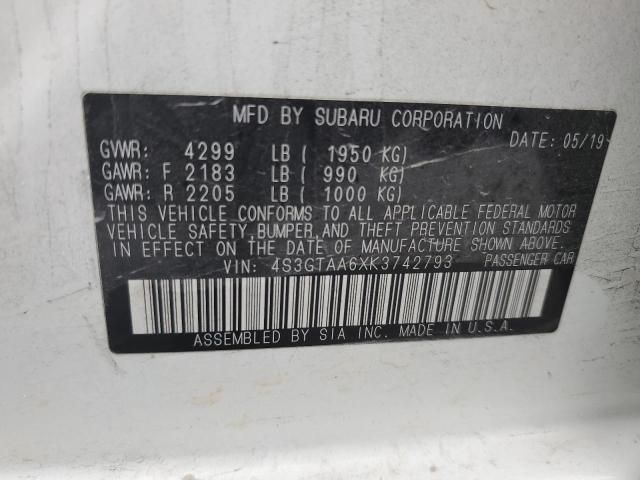 MFD BY SUBARU CORPORATION
DATE: 05/19
GVWR: 4299 LB ( 1950 KG)
GAWR: F 2183 LB ( 990 KG)
GAWR: R 2205 LB ( 1000 KG)
THIS VEHICLE CONFORMS TO ALL APPLICABLE FEDERAL MOTOR
VEHICLE SAFETY, BUMPER, AND THEFT PREVENTION STANDARDS
IN EFFECT ON THE DATE OF MANUFACTURE SHOWN ABOVE.
VIN: 4S3GTAA6XK3742793 PASSENGER CAR
ASSEMBLED BY SIA INC. MADE IN U.S.A.